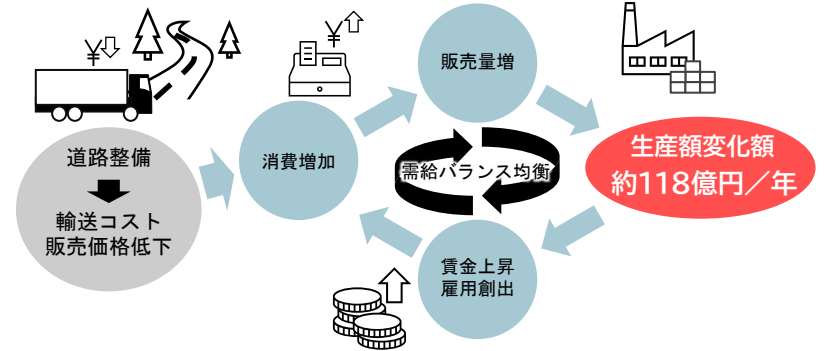 ¥
¥
道路整備
輸送コスト
販売価格低下
消費増加
販売量増
需給バランス均衡
生産額変化額
約118億円／年
賃金上昇
雇用創出